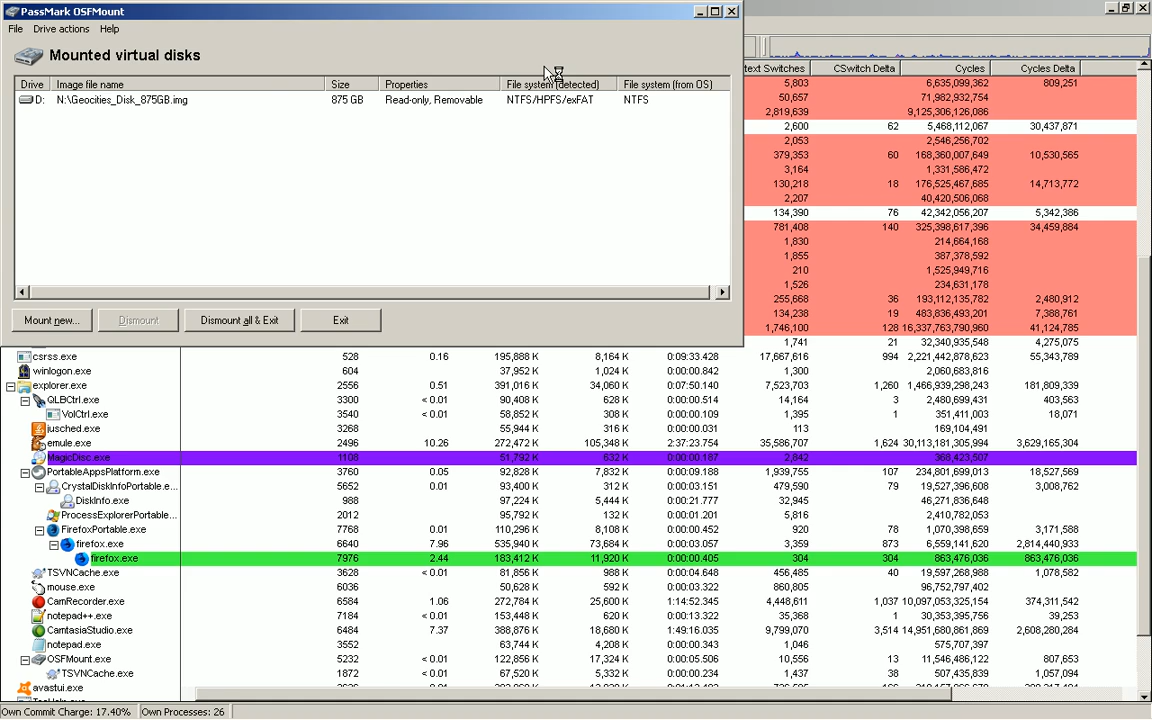 PassMark OSFMount
File Drive actions Help
Mounted virtual disks
Drive Image file name Size Properties File system (detected) File system (from OS)
D: N:\Geocities_Disk_875GB.img 875 GB Read-only, Removable NTFS/HPFS/exFAT NTFS
Mount new... Dismount Dismount all & Exit Exit
text Switches CSwitch Delta Cycles Cycles Delta
5,803 6,635,099,362 809,251
50,657 71,982,932,754
2,819,639 9,125,306,126,086
2,600 62 5,468,112,067 30,437,871
2,053 2,546,256,702
379,353 60 168,360,007,649 10,530,565
3,164 1,331,586,472
130,218 18 176,525,467,685 14,713,772
2,207 40,420,506,068
134,390 76 42,342,056,207 5,342,386
781,408 140 325,398,617,396 34,459,884
1,830 214,664,168
1,855 387,378,592
210 1,525,949,716
1,526 234,631,178
255,668 36 193,112,135,782 2,480,912
134,238 19 483,836,493,201 7,388,761
1,746,100 128 16,337,763,790,960 41,124,785
1,741 21 32,340,935,548 4,275,075
csrss.exe 528 0.16 195,888 K 8,164 K 0:09:33.428 17,667,616 994 2,221,442,878,623 55,343,789
winlogon.exe 604 37,952 K 1,024 K 0:00:00.842 1,300 2,060,683,816
explorer.exe 2556 0.51 391,016 K 34,060 K 0:07:50.140 7,523,703 1,260 1,466,939,298,243 181,809,339
QLBCtrl.exe 3300 < 0.01 90,408 K 628 K 0:00:00.514 14,164 3 2,480,699,431 403,563
VolCtrl.exe 3540 < 0.01 58,852 K 308 K 0:00:00.109 1,395 1 351,411,003 18,071
jusched.exe 3268 55,944 K 316 K 0:00:00.031 113 169,104,491
emule.exe 2496 10.26 272,472 K 105,348 K 2:37:23.754 35,586,707 1,624 30,113,181,305,994 3,629,165,304
MagicDisc.exe 1108 51,792 K 632 K 0:00:00.187 2,842 368,423,507
PortableAppsPlatform.exe 3760 0.05 92,828 K 7,832 K 0:00:09.188 1,939,755 107 234,801,699,013 18,527,569
CrystalDiskInfoPortable.e... 5652 0.01 93,400 K 312 K 0:00:03.151 479,590 79 19,527,396,608 3,008,762
DiskInfo.exe 988 97,224 K 5,444 K 0:00:21.777 32,945 46,271,836,648
ProcessExplorerPortable... 2012 95,792 K 132 K 0:00:01.201 5,816 2,410,782,053
FirefoxPortable.exe 7768 0.01 110,296 K 8,108 K 0:00:00.452 920 78 1,070,398,659 3,171,588
firefox.exe 6640 7.96 535,940 K 73,684 K 0:00:03.057 3,359 873 6,559,141,620 2,814,440,933
firefox.exe 7976 2.44 183,412 K 11,920 K 0:00:00.405 304 304 863,476,036 863,476,036
TSVNCache.exe 3628 < 0.01 81,856 K 988 K 0:00:04.648 456,485 40 19,597,268,988 1,078,582
mouse.exe 6036 50,628 K 592 K 0:00:03.322 860,805 96,752,797,402
CamRecorder.exe 6584 1.06 272,784 K 25,600 K 1:14:52.345 4,448,611 1,037 10,097,053,325,154 374,311,542
notepad++.exe 7184 < 0.01 153,448 K 620 K 0:00:13.322 35,368 1 30,353,395,756 39,253
CamtasiaStudio.exe 6484 7.37 388,876 K 18,680 K 1:49:16.035 9,799,070 3,514 14,951,680,861,869 2,608,280,284
notepad.exe 3552 63,744 K 4,208 K 0:00:00.343 1,046 575,707,397
OSFMount.exe 5232 < 0.01 122,856 K 17,324 K 0:00:05.506 10,556 13 11,546,486,122 807,653
TSVNCache.exe 1872 < 0.01 67,520 K 5,332 K 0:00:00.234 1,437 38 507,435,839 1,057,094
avastui.exe
Own Commit Charge: 17.40% Own Processes: 26